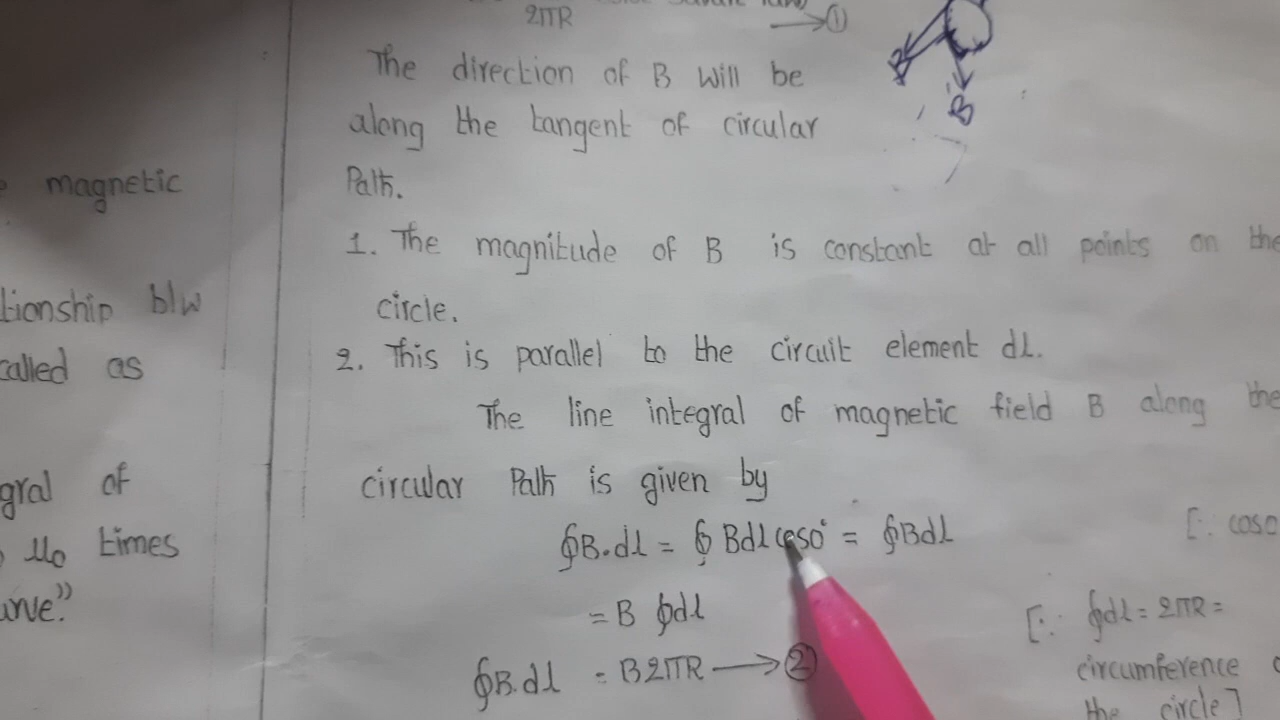 2πR → ①
The direction of B will be
along the tangent of circular
Path.
1. The magnitude of B is constant at all points on the
circle.
2. This is parallel to the circuit element dl.
The line integral of magnetic field B along the
circular Path is given by
∮B.dl = ∮ Bdl cos0° = ∮Bdl [∵ cos0
= B ∮dl [∵ ∮dl = 2πR =
∮B.dl = B2πR → ② circumference
the circle]
B
B
magnetic
tionship b/w
called as
gral of
μ0 times
urve"